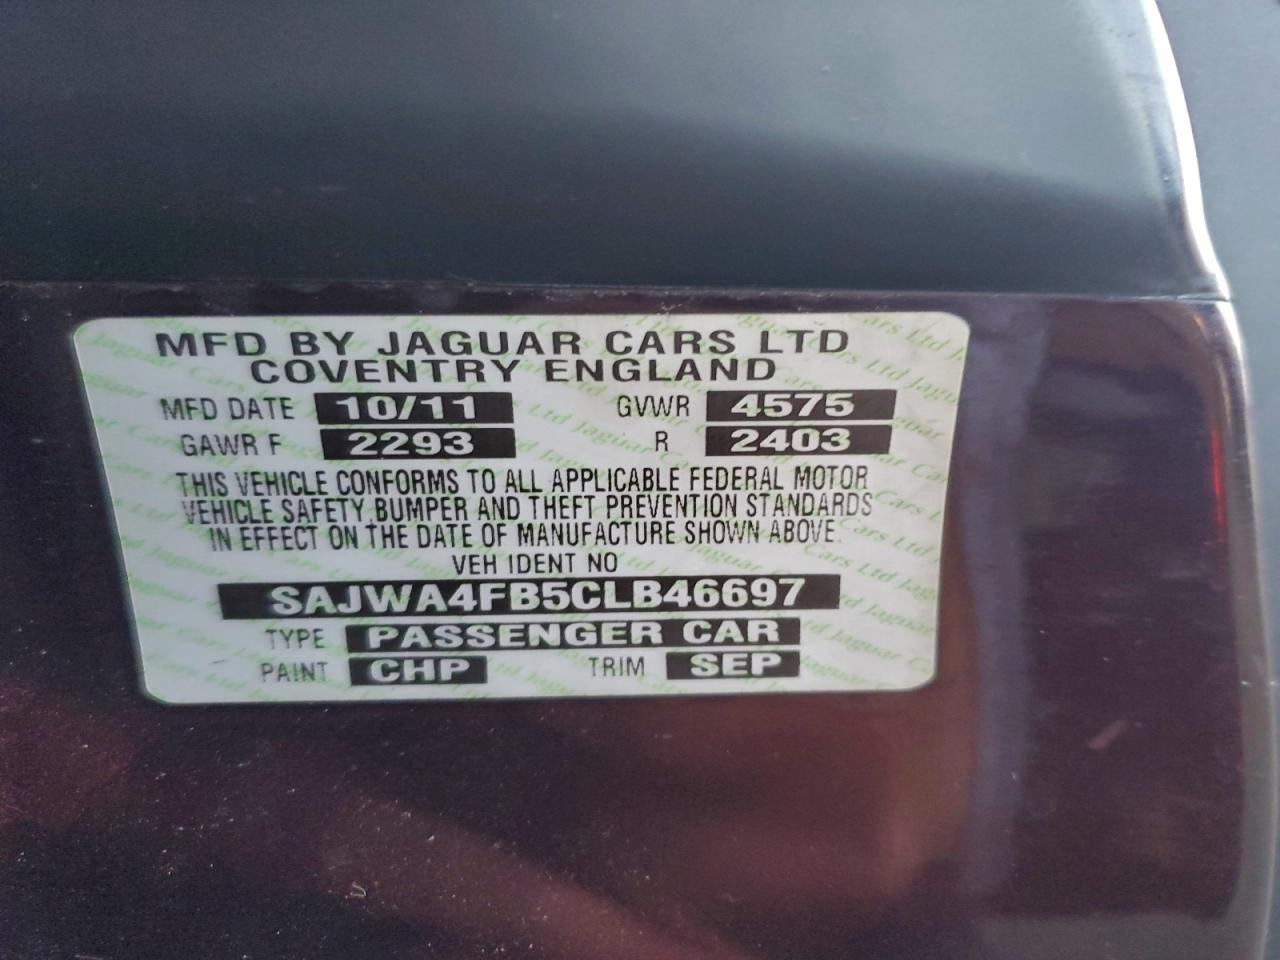 MFD BY JAGUAR CARS LTD
COVENTRY ENGLAND
MFD DATE 10/11 GVWR 4575
GAWR F 2293 R 2403
THIS VEHICLE CONFORMS TO ALL APPLICABLE FEDERAL MOTOR
VEHICLE SAFETY, BUMPER AND THEFT PREVENTION STANDARDS
IN EFFECT ON THE DATE OF MANUFACTURE SHOWN ABOVE.
VEH IDENT NO
SAJWA4FB5CLB46697
TYPE PASSENGER CAR
PAINT CHP TRIM SEP